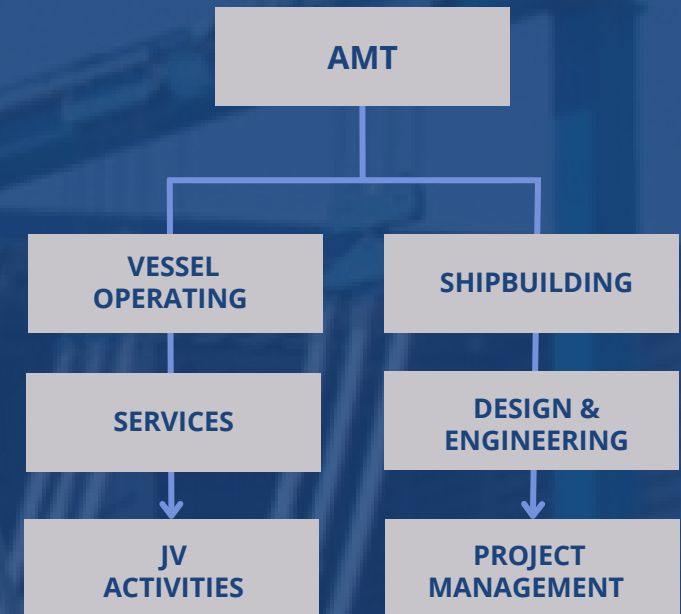 AMT
VESSEL
OPERATING
SHIPBUILDING
SERVICES
DESIGN &
ENGINEERING
JV
ACTIVITIES
PROJECT
MANAGEMENT